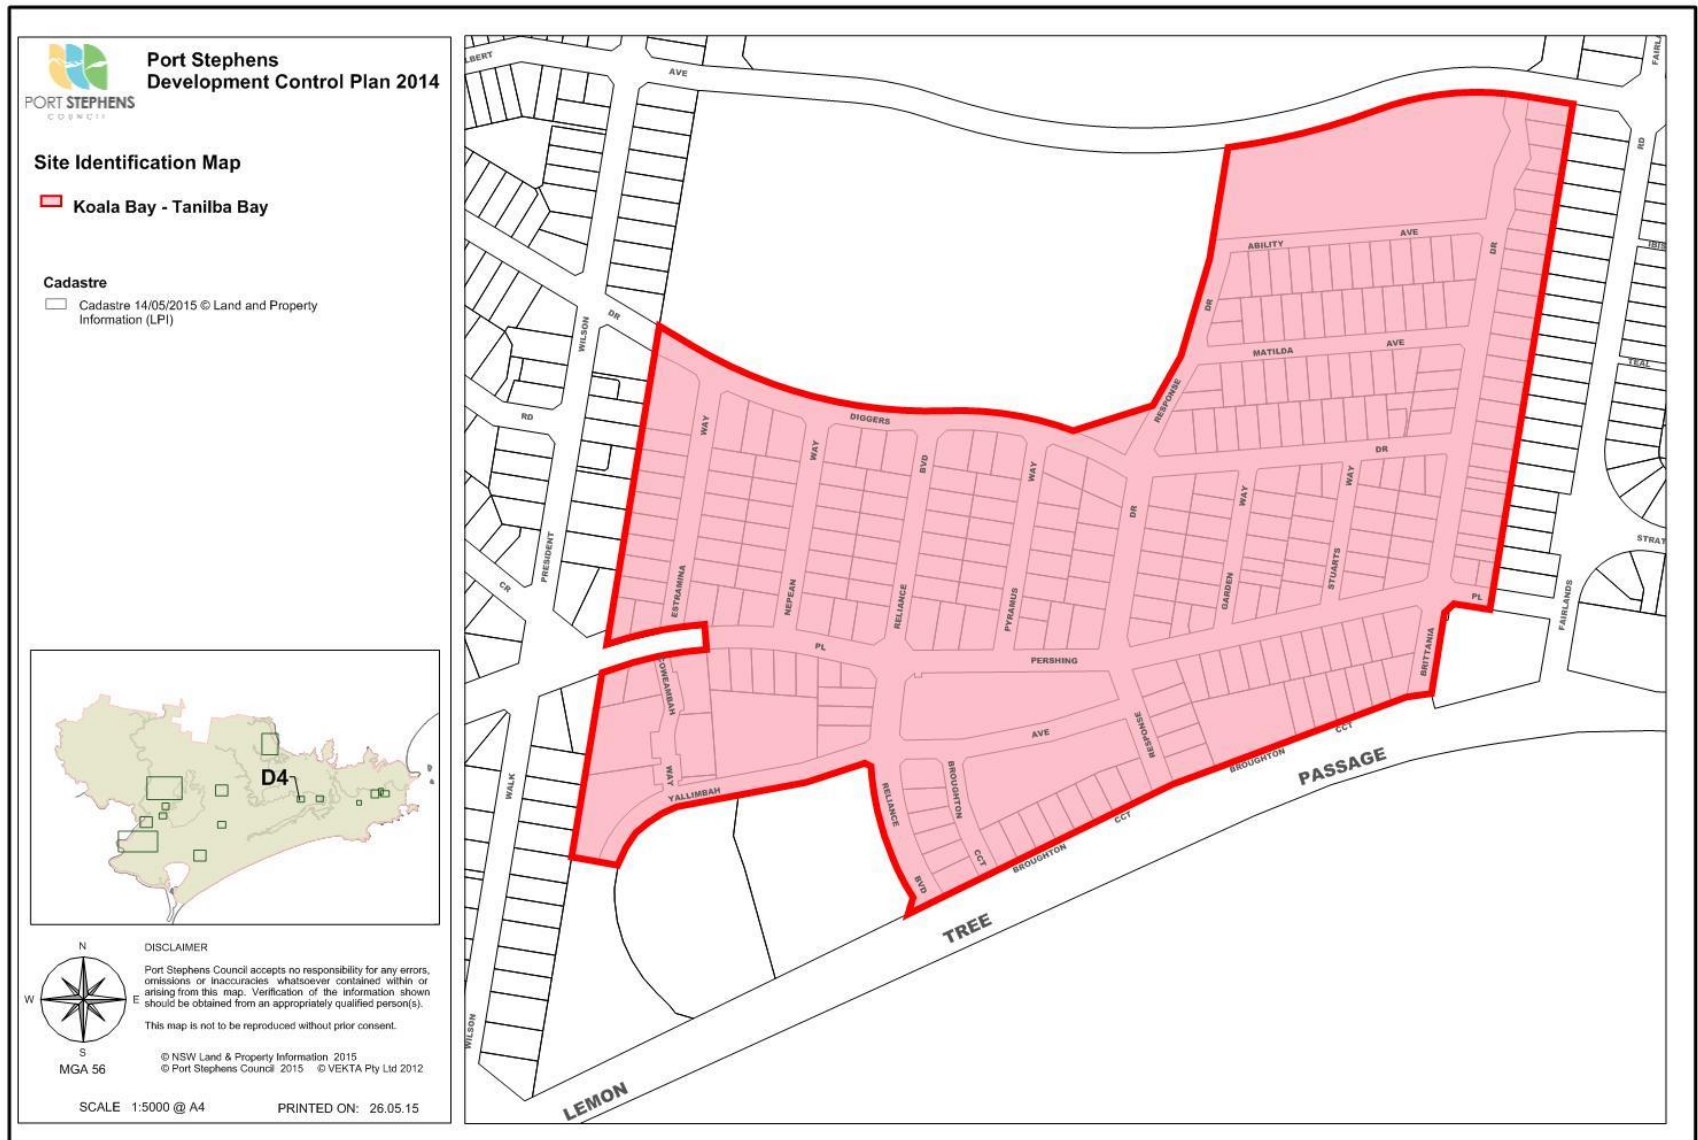 PORT STEPHENS
COUNCIL
Port Stephens
Development Control Plan 2014
Site Identification Map
Koala Bay - Tanilba Bay
Cadastre
Cadastre 14/05/2015 © Land and Property
Information (LPI)
D4
N
W
E
S
MGA 56
DISCLAIMER
Port Stephens Council accepts no responsibility for any errors,
omissions or inaccuracies whatsoever contained within or
arising from this map. Verification of the information shown
should be obtained from an appropriately qualified person(s).
This map is not to be reproduced without prior consent.
© NSW Land & Property Information 2015
© Port Stephens Council 2015 © VEKTA Pty Ltd 2012
SCALE 1:5000 @ A4
PRINTED ON: 26.05.15
LBERT
AVE
FAIRL
RD
IBIS
TEAL
STRAT
FAIRLANDS
WILSON
DR
RD
PRESIDENT
CR
WALK
WILSON
ABILITY AVE
DR
DR
MATILDA AVE
RESPONSE
DIGGERS
DR
WAY
WAY
BVD
WAY
DR
WAY
WAY
ESTRAMINA
NEPEAN
RELIANCE
PYRAMUS
GARDEN
STUARTS
PL
BRITTANIA
PL
PERSHING
COWEAMBAH
WAY
YALLIMBAH
AVE
RESPONSE
RELIANCE
BVD
BROUGHTON
CCT
BROUGHTON
CCT
BROUGHTON
CCT
LEMON
TREE
PASSAGE